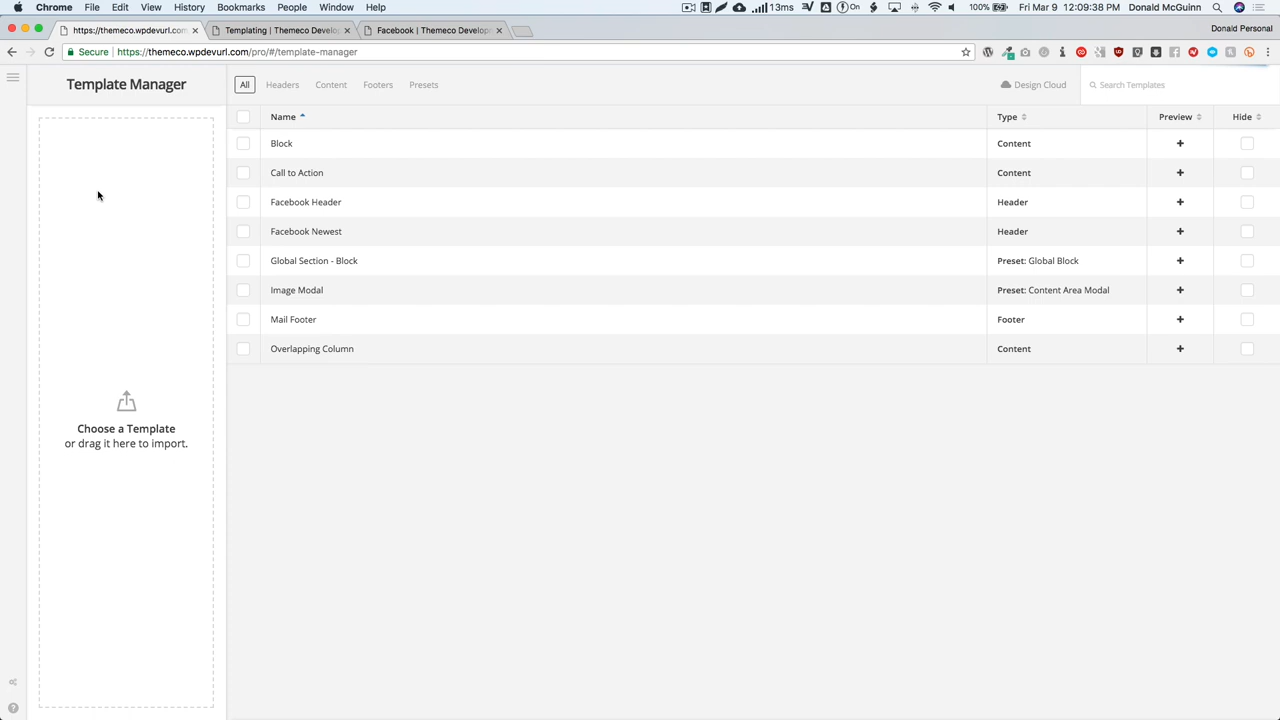 Chrome File Edit View History Bookmarks People Window Help 13ms On 100% Fri Mar 9 12:09:38 PM Donald McGuinn
https://themeco.wpdevurl.com Templating | Themeco Develo Facebook | Themeco Develop Donald Personal
Secure https://themeco.wpdevurl.com/pro/#/template-manager
Template Manager All Headers Content Footers Presets Design Cloud Search Templates
Name Type Preview Hide
Block Content
Call to Action Content
Facebook Header Header
Facebook Newest Header
Global Section - Block Preset: Global Block
Image Modal Preset: Content Area Modal
Mail Footer Footer
Overlapping Column Content
Choose a Template
or drag it here to import.